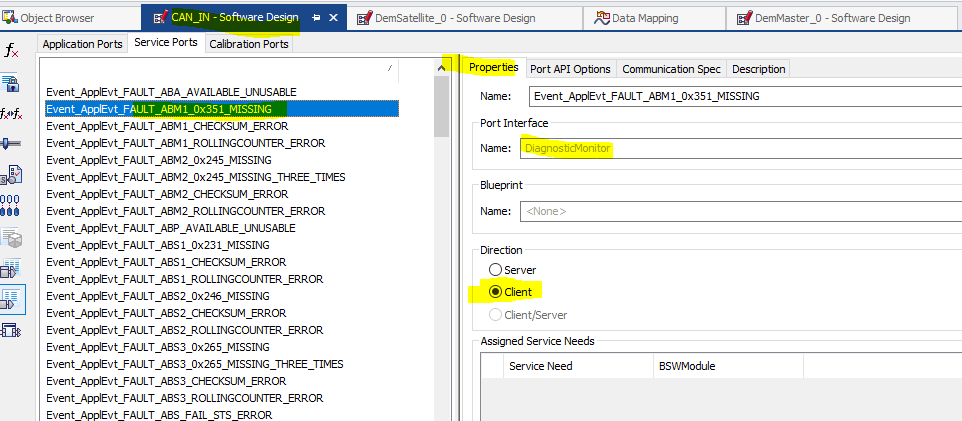 Object Browser
CAN_IN - Software Design
DemSatellite_0 - Software Design
Data Mapping
DemMaster_0 - Software Design
Application Ports
Service Ports
Calibration Ports
Event_ApplEvt_FAULT_ABA_AVAILABLE_UNUSABLE
Event_ApplEvt_FAULT_ABM1_0x351_MISSING
Event_ApplEvt_FAULT_ABM1_CHECKSUM_ERROR
Event_ApplEvt_FAULT_ABM1_ROLLINGCOUNTER_ERROR
Event_ApplEvt_FAULT_ABM2_0x245_MISSING
Event_ApplEvt_FAULT_ABM2_0x245_MISSING_THREE_TIMES
Event_ApplEvt_FAULT_ABM2_CHECKSUM_ERROR
Event_ApplEvt_FAULT_ABM2_ROLLINGCOUNTER_ERROR
Event_ApplEvt_FAULT_ABP_AVAILABLE_UNUSABLE
Event_ApplEvt_FAULT_ABS1_0x231_MISSING
Event_ApplEvt_FAULT_ABS1_CHECKSUM_ERROR
Event_ApplEvt_FAULT_ABS1_ROLLINGCOUNTER_ERROR
Event_ApplEvt_FAULT_ABS2_0x246_MISSING
Event_ApplEvt_FAULT_ABS2_CHECKSUM_ERROR
Event_ApplEvt_FAULT_ABS2_ROLLINGCOUNTER_ERROR
Event_ApplEvt_FAULT_ABS3_0x265_MISSING
Event_ApplEvt_FAULT_ABS3_0x265_MISSING_THREE_TIMES
Event_ApplEvt_FAULT_ABS3_CHECKSUM_ERROR
Event_ApplEvt_FAULT_ABS3_ROLLINGCOUNTER_ERROR
Event_ApplEvt_FAULT_ABS_FAIL_STS_ERROR
Properties
Port API Options
Communication Spec
Description
Name: Event_ApplEvt_FAULT_ABM1_0x351_MISSING
Port Interface
Name: DiagnosticMonitor
Blueprint
Name: <None>
Direction
Server
Client
Client/Server
Assigned Service Needs
Service Need
BSWModule